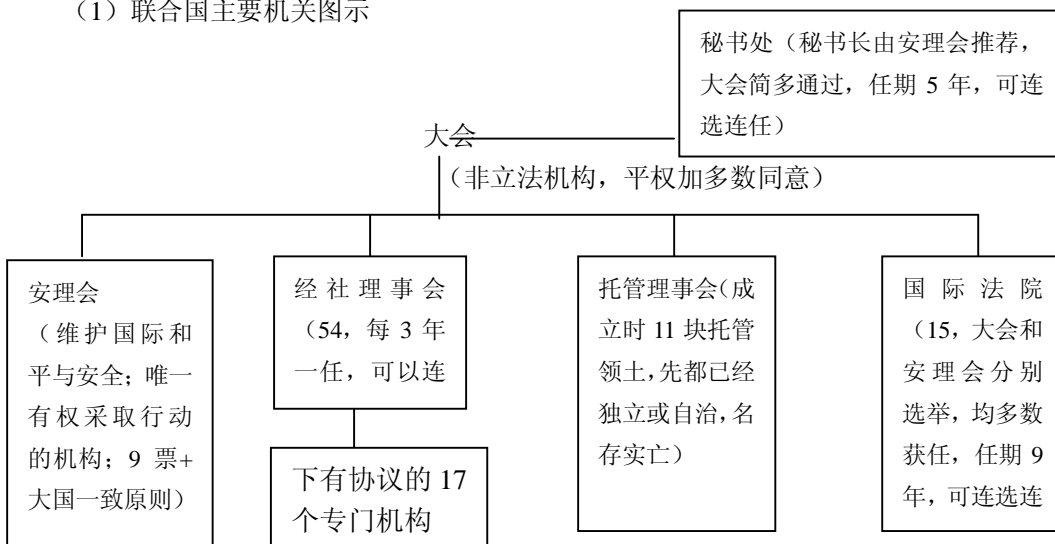 （1）联合国主要机关图示
秘书处（秘书长由安理会推荐，
大会简多通过，任期 5 年，可连
选连任）
大会
（非立法机构，平权加多数同意）
安理会
（维护国际和
平与安全；唯一
有权采取行动
的机构；9 票+
大国一致原则）
经社理事会
（54，每 3 年
一任，可以连
下有协议的 17
个专门机构
托管理事会（成
立时 11 块托管
领土，先都已经
独立或自治，名
存实亡）
国际法院
（15，大会和
安理会分别
选举，均多数
获任，任期 9
年，可连选连